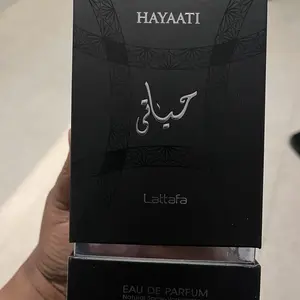 HAYAATI
حياتي
Lattafa
EAU DE PARFUM